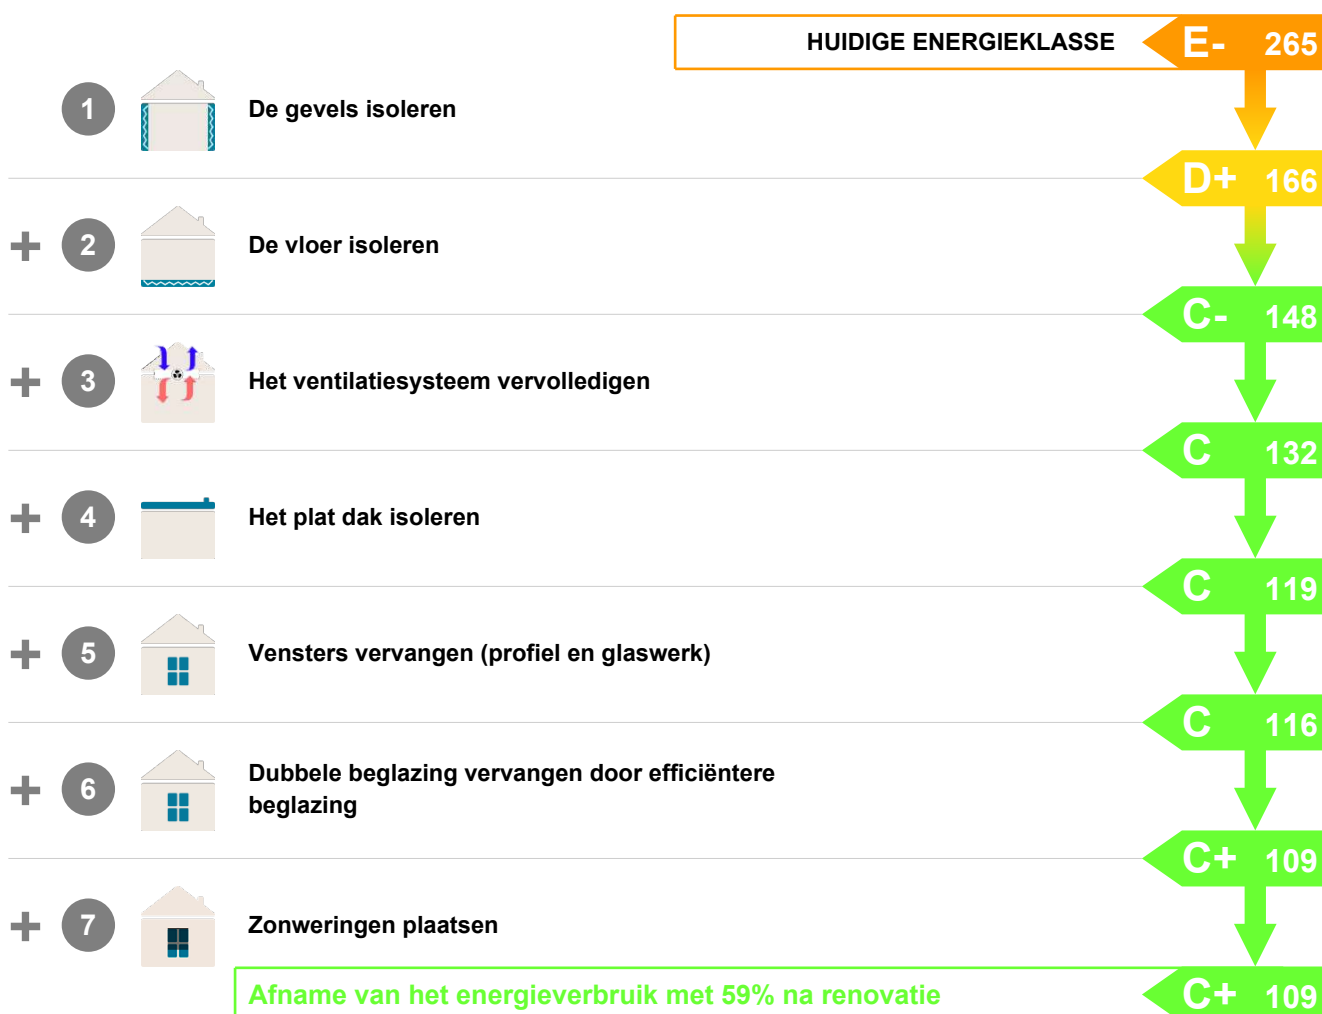 HUIDIGE ENERGIEKLASSE E- 265
1 De gevels isoleren
D+ 166
+ 2 De vloer isoleren
C- 148
+ 3 Het ventilatiesysteem vervolledigen
C 132
+ 4 Het plat dak isoleren
C 119
+ 5 Vensters vervangen (profiel en glaswerk)
C 116
+ 6 Dubbele beglazing vervangen door efficiëntere
beglazing
C+ 109
+ 7 Zonweringen plaatsen
Afname van het energieverbruik met 59% na renovatie C+ 109